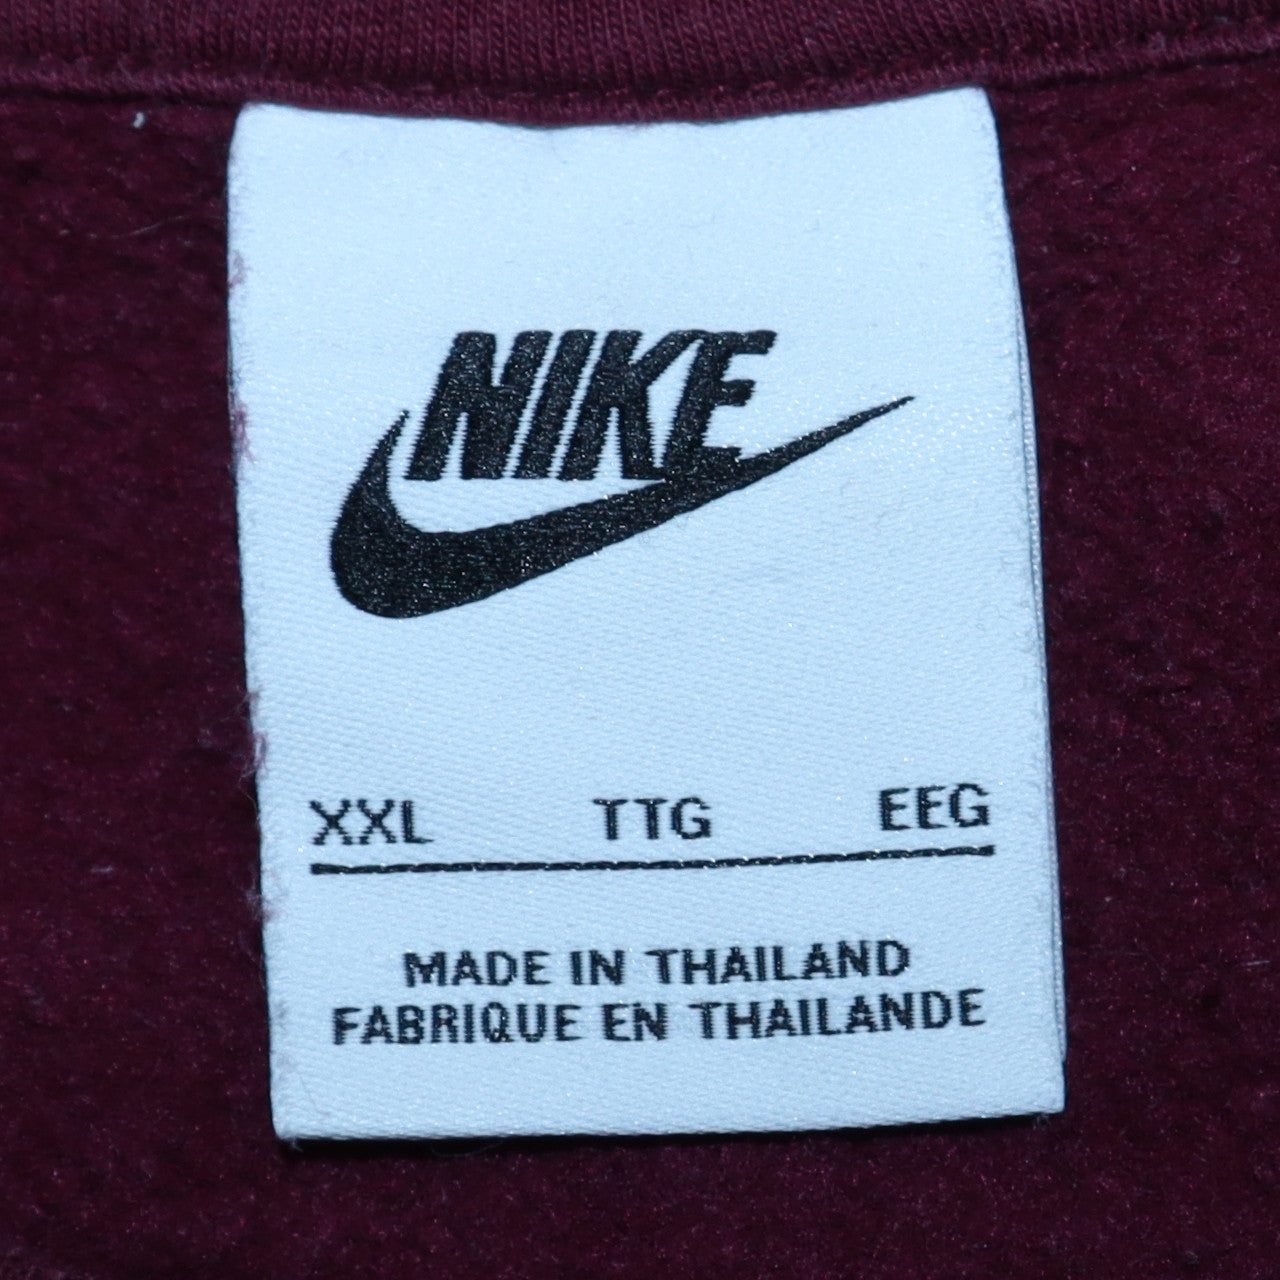 NIKE
XXL TTG EEG
MADE IN THAILAND
FABRIQUE EN THAILANDE